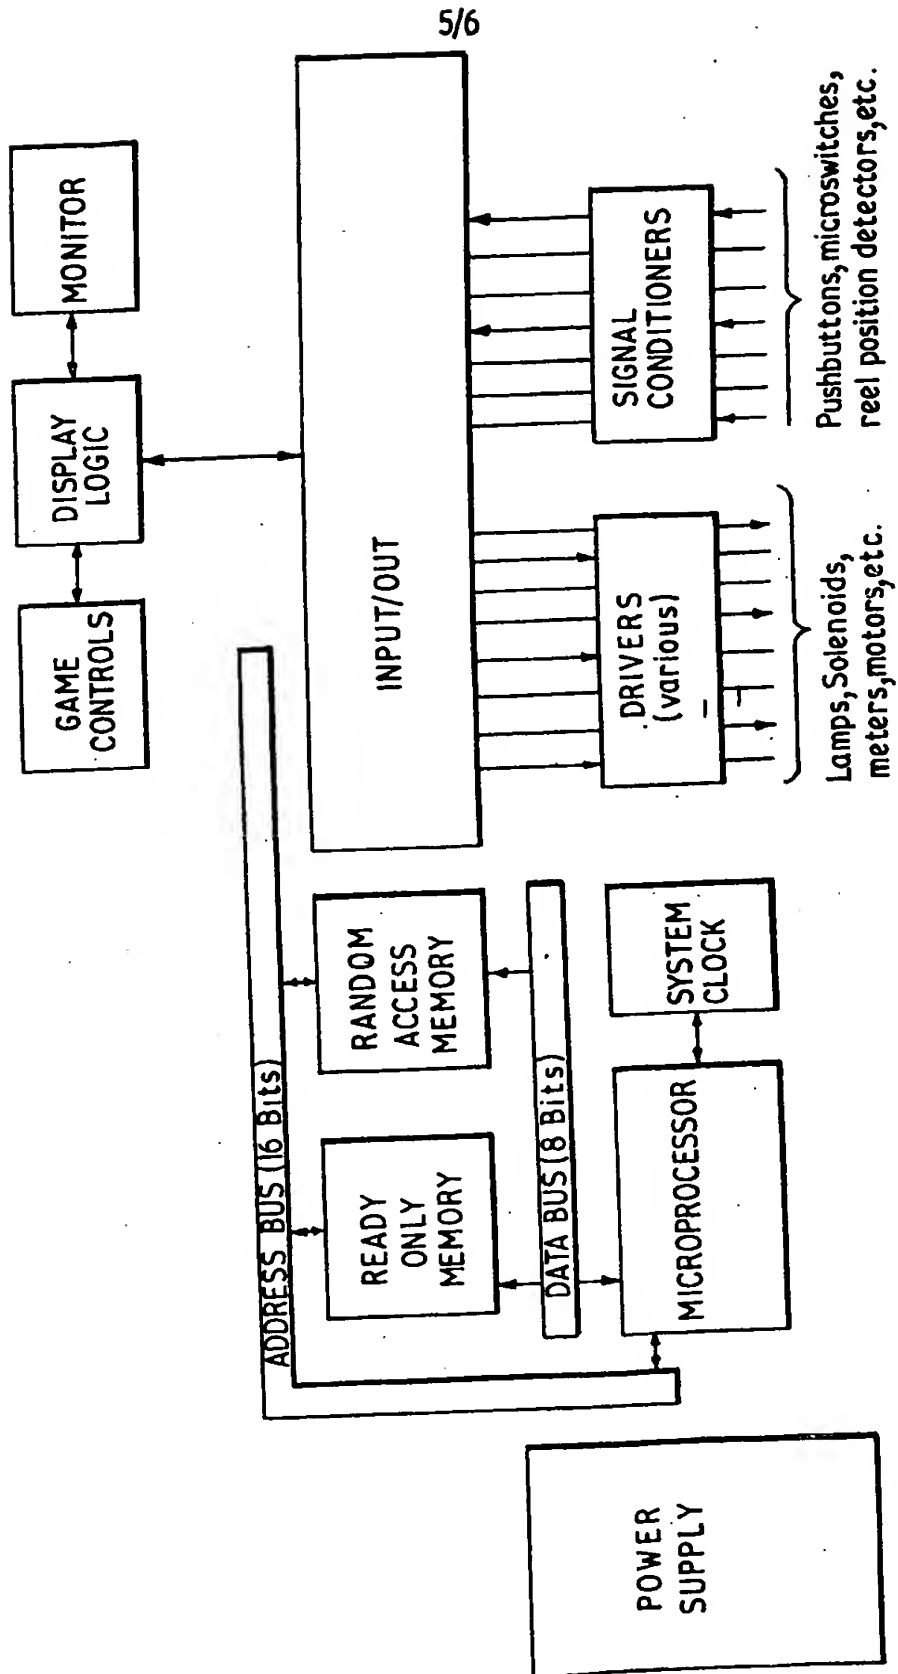 5/6
GAME
CONTROLS
DISPLAY
LOGIC
MONITOR
ADDRESS BUS (16 Bits)
READY
ONLY
MEMORY
RANDOM
ACCESS
MEMORY
INPUT/OUT
DATA BUS (8 Bits)
POWER
SUPPLY
MICROPROCESSOR
SYSTEM
CLOCK
DRIVERS
(various)
SIGNAL
CONDITIONERS
Lamps, Solenoids,
meters, motors, etc.
Pushbuttons, microswitches,
reel position detectors, etc.